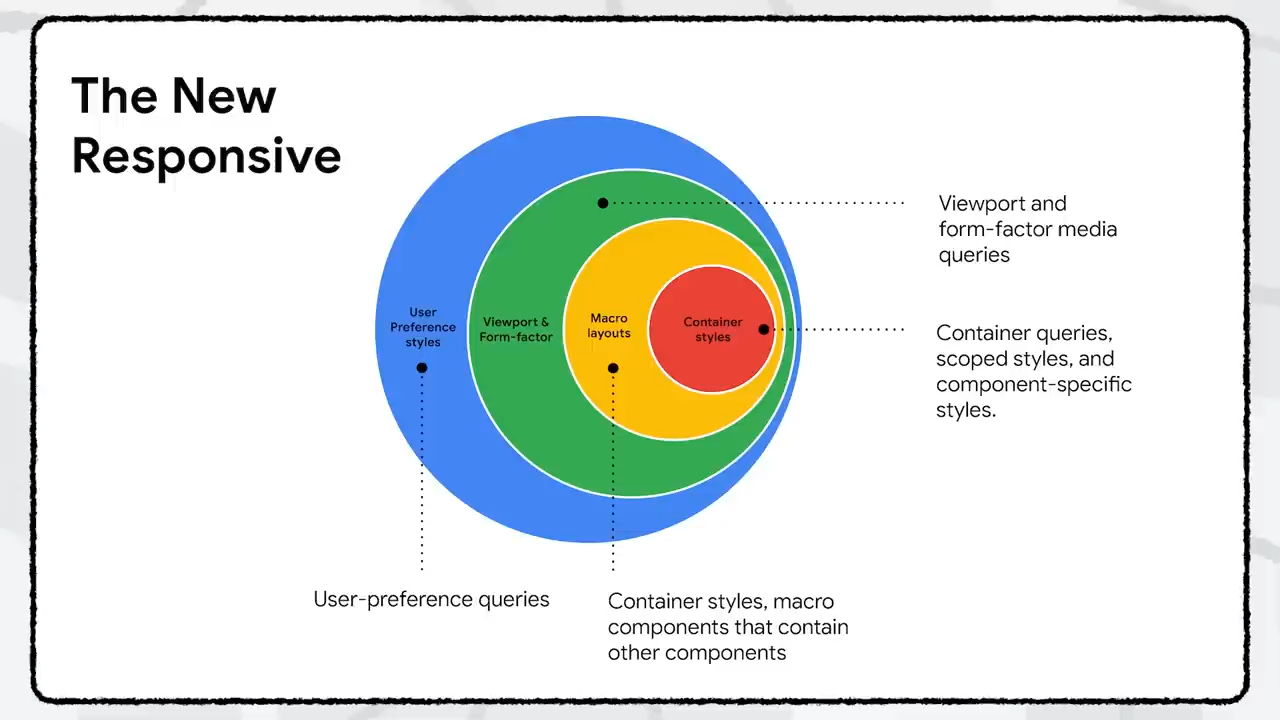 The New
Responsive
User
Preference
styles
Viewport &
Form-factor
Macro
layouts
Container
styles
Viewport and
form-factor media
queries
Container queries,
scoped styles, and
component-specific
styles.
User-preference queries
Container styles, macro
components that contain
other components